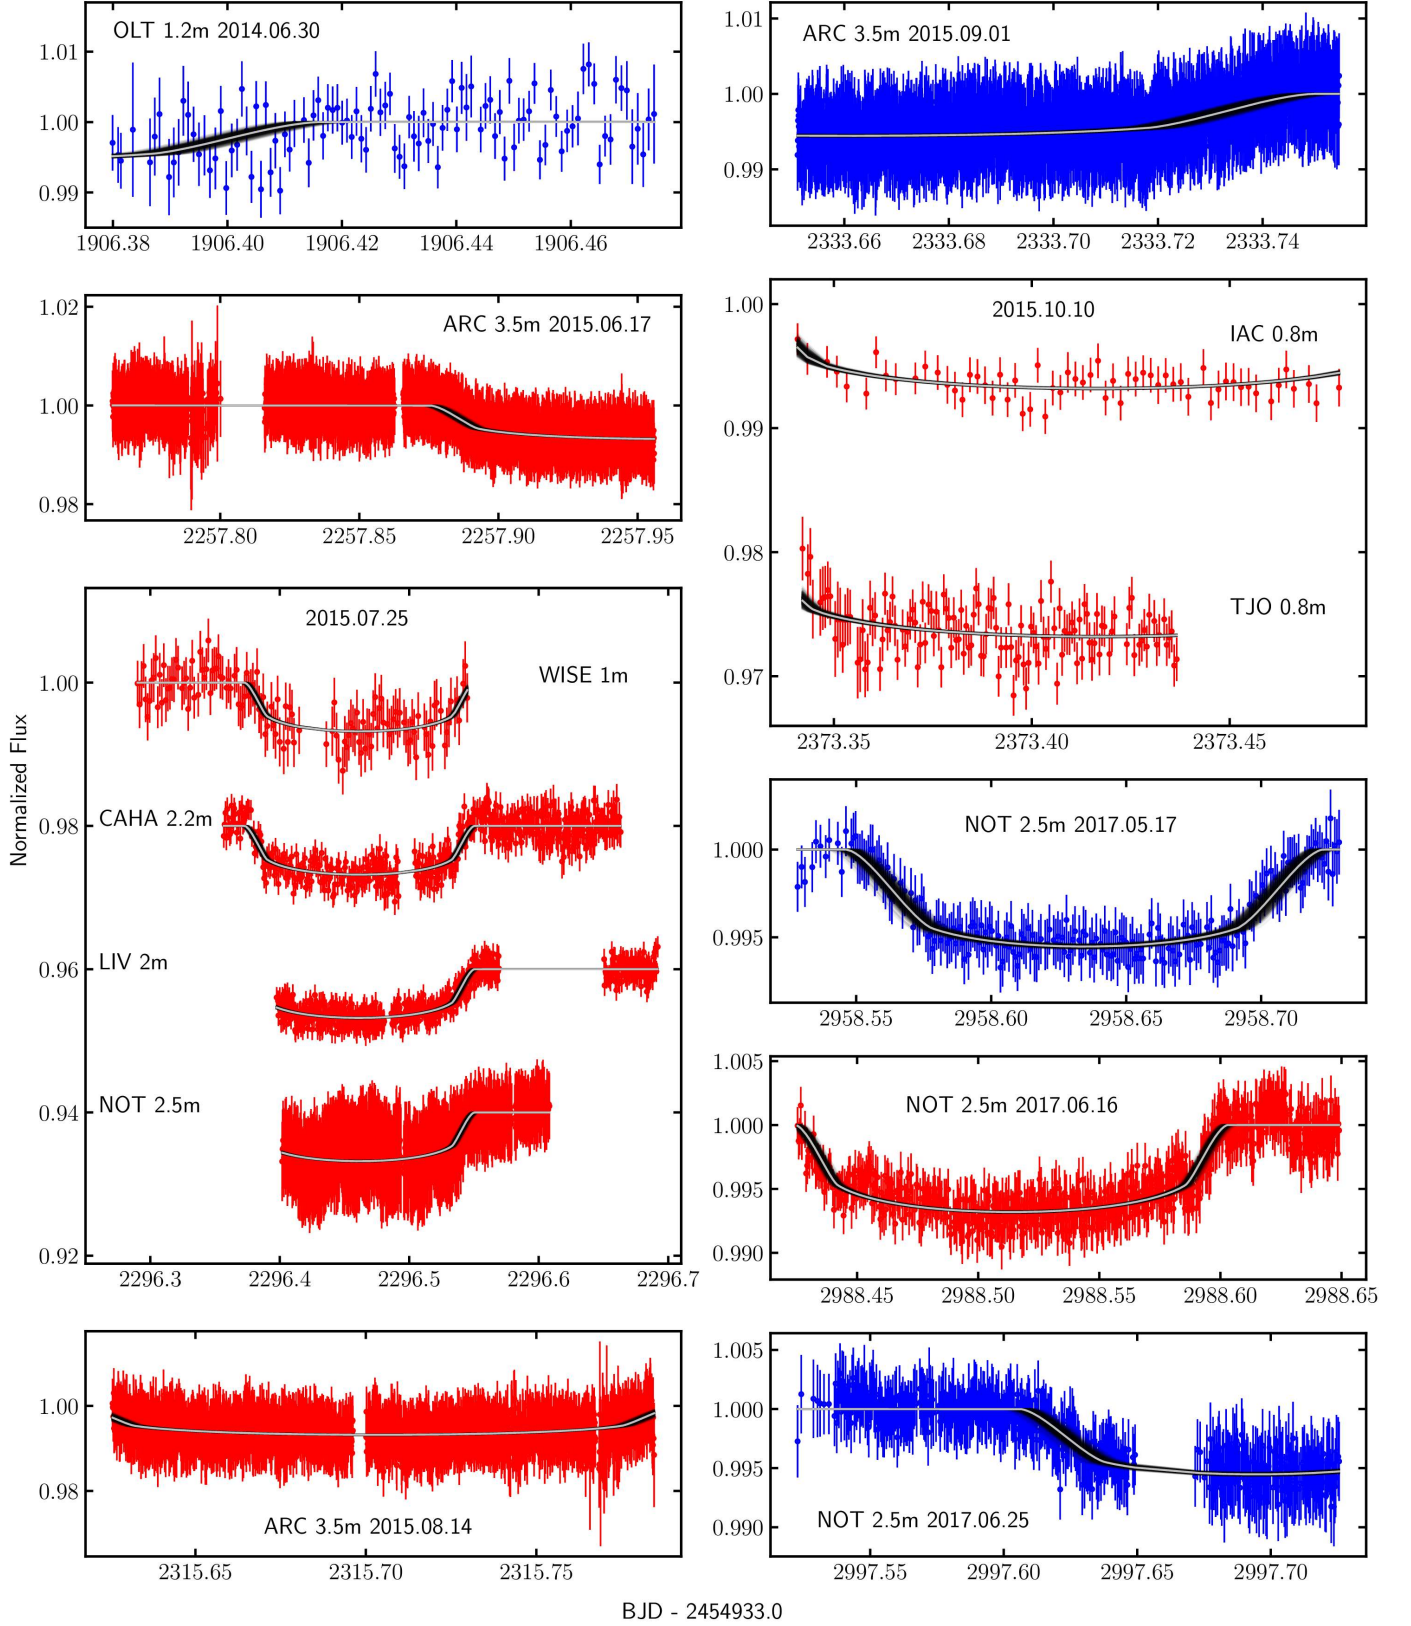 OLT 1.2m 2014.06.30
1.01
1.00
0.99
1906.38 1906.40 1906.42 1906.44 1906.46
ARC 3.5m 2015.06.17
1.02
1.00
0.98
2257.80 2257.85 2257.90 2257.95
2015.07.25
WISE 1m
1.00
CAHA 2.2m
0.98
LIV 2m
0.96
NOT 2.5m
0.94
0.92
2296.3 2296.4 2296.5 2296.6 2296.7
Normalized Flux
1.00
0.98
ARC 3.5m 2015.08.14
2315.65 2315.70 2315.75
ARC 3.5m 2015.09.01
1.01
1.00
0.99
2333.66 2333.68 2333.70 2333.72 2333.74
2015.10.10
IAC 0.8m
1.00
0.99
0.98
TJO 0.8m
0.97
2373.35 2373.40 2373.45
NOT 2.5m 2017.05.17
1.000
0.995
2958.55 2958.60 2958.65 2958.70
1.005
NOT 2.5m 2017.06.16
1.000
0.995
0.990
2988.45 2988.50 2988.55 2988.60 2988.65
1.005
1.000
0.995
0.990
NOT 2.5m 2017.06.25
2997.55 2997.60 2997.65 2997.70
BJD - 2454933.0